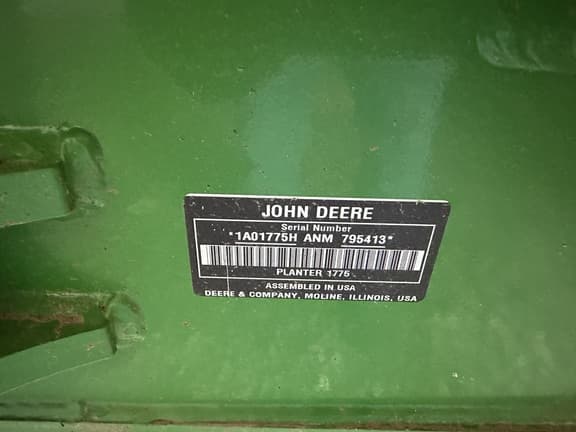 JOHN DEERE
Serial Number
*1A01775H ANM 795413*
PLANTER 1775
ASSEMBLED IN USA
DEERE & COMPANY, MOLINE, ILLINOIS, USA